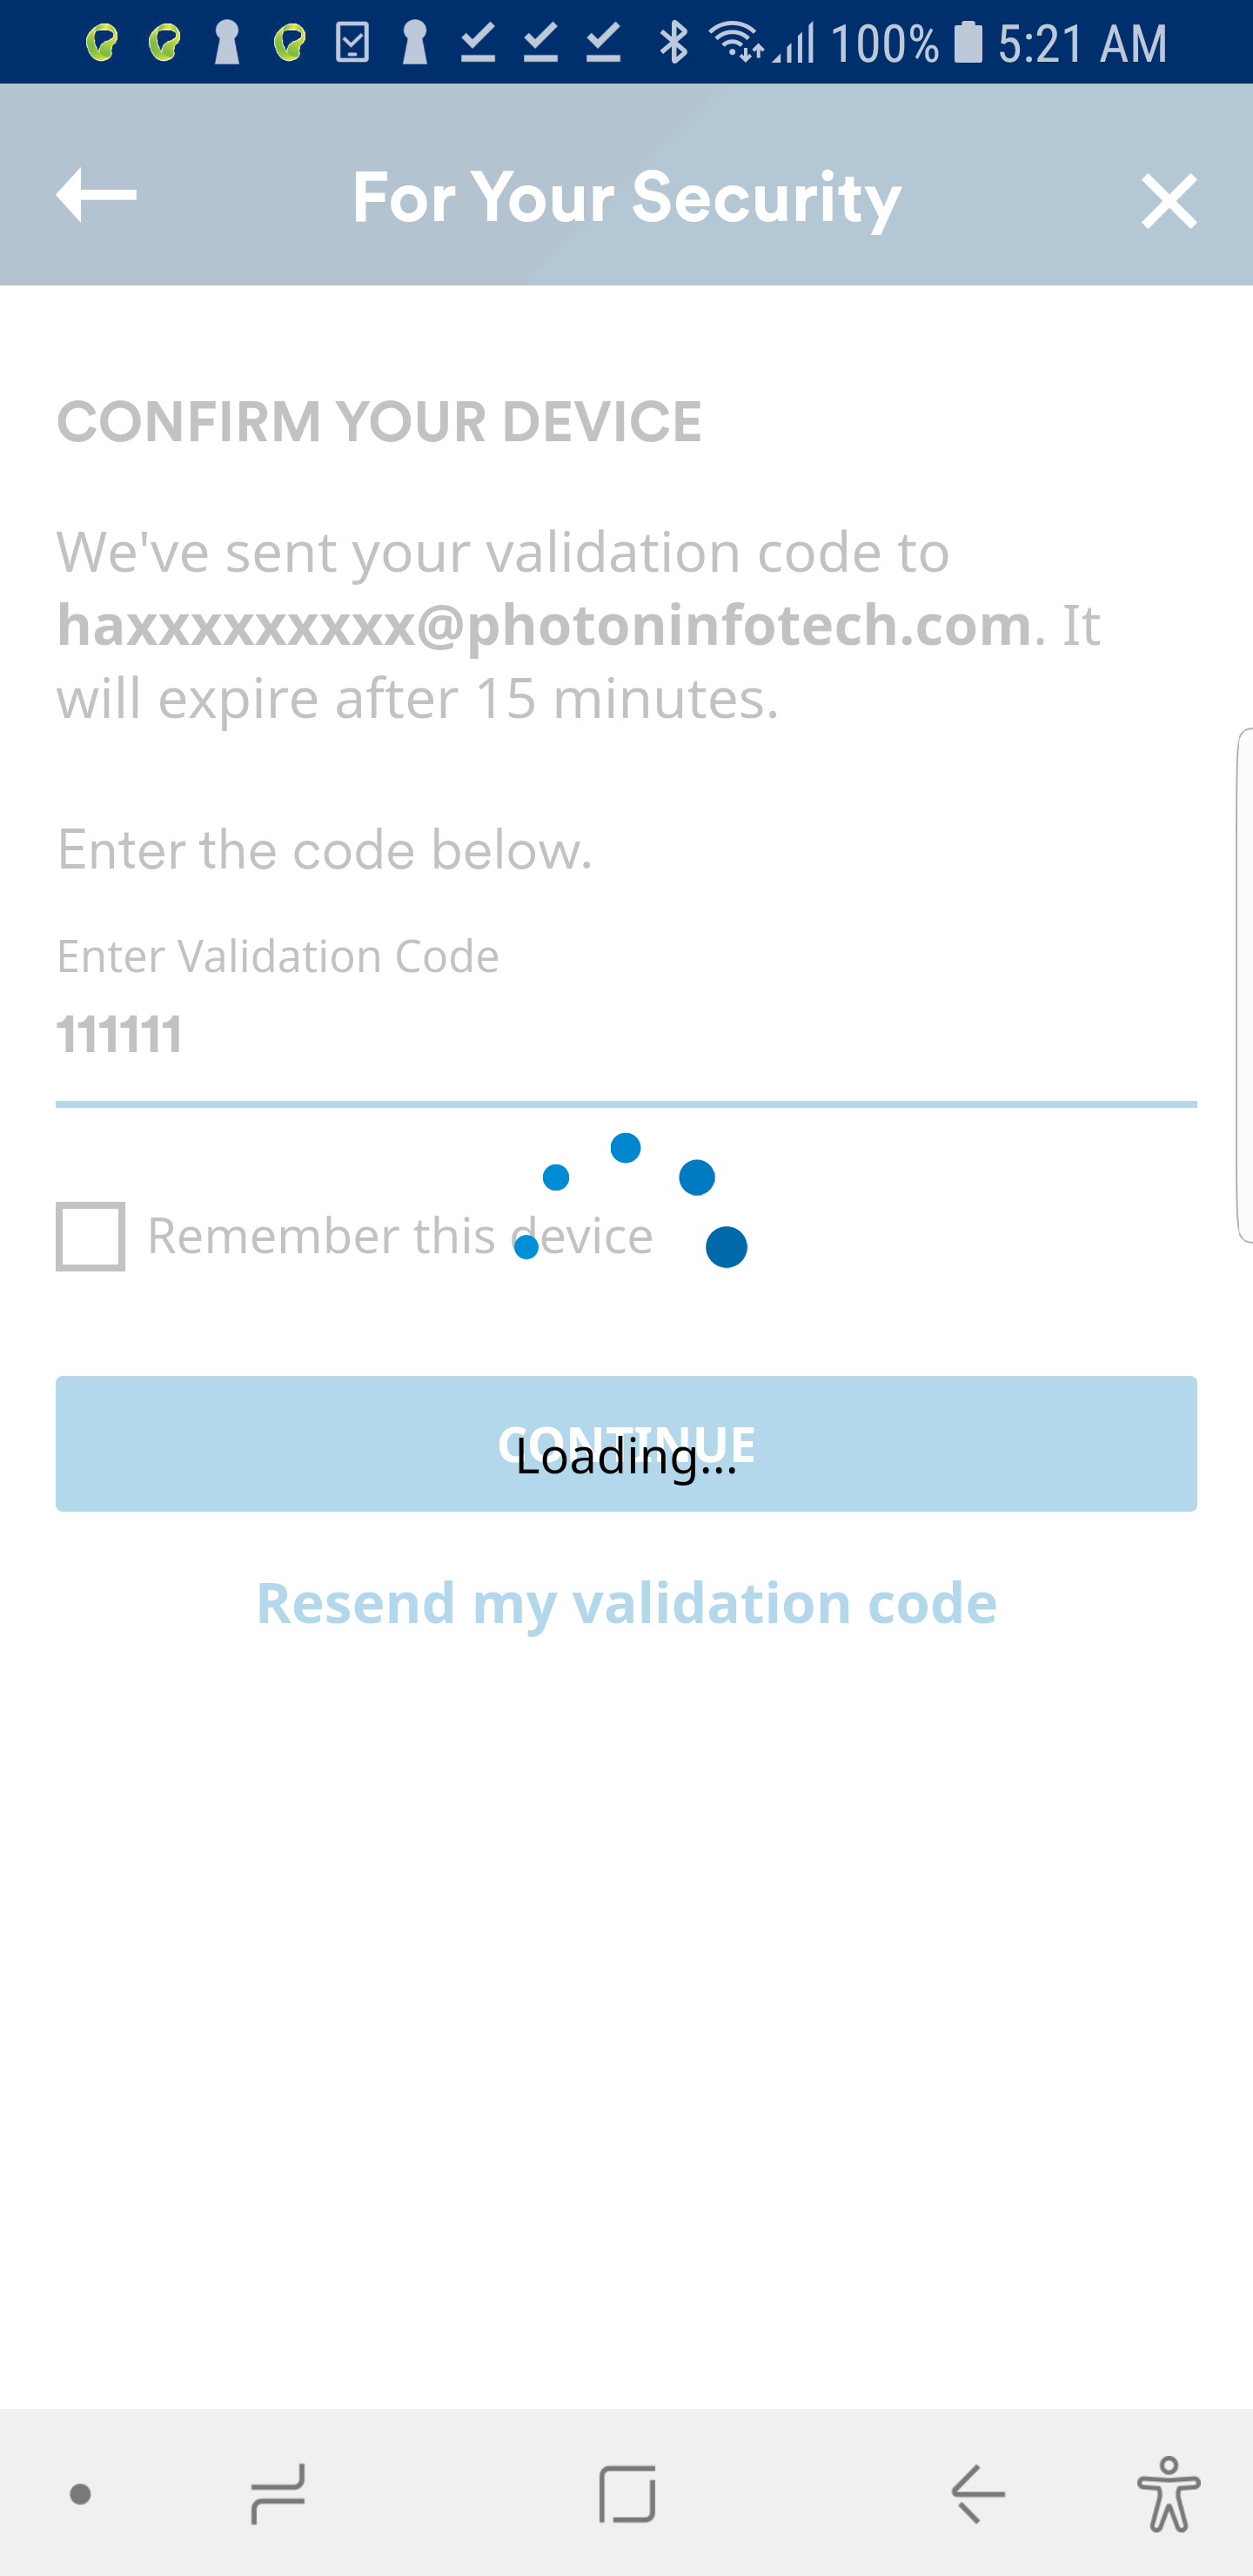 100% 5:21 AM
For Your Security
CONFIRM YOUR DEVICE
We've sent your validation code to
haxxxxxxxxxx@photoninfotech.com. It
will expire after 15 minutes.
Enter the code below.
Enter Validation Code
111111
Remember this device
CONTINUE
Loading...
Resend my validation code